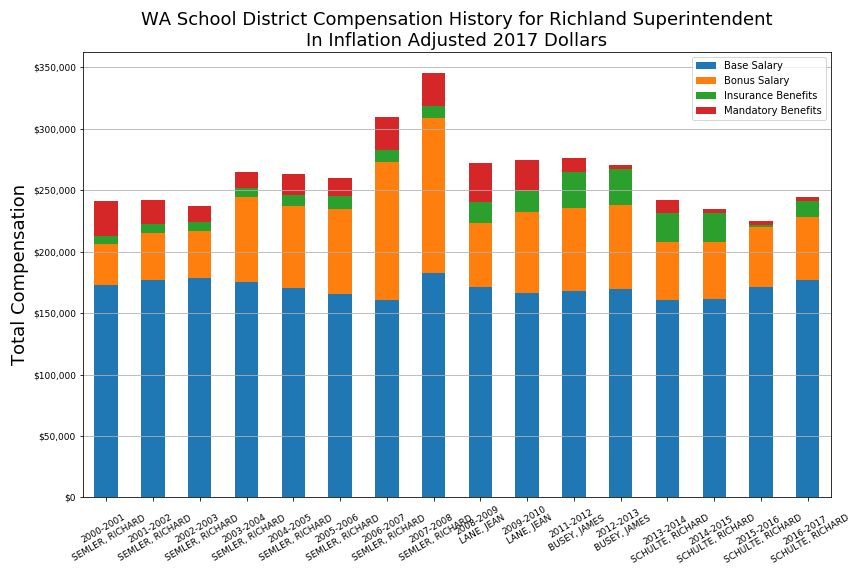 WA School District Compensation History for Richland Superintendent
In Inflation Adjusted 2017 Dollars
Base Salary
Bonus Salary
Insurance Benefits
Mandatory Benefits
Total Compensation
$350,000
$300,000
$250,000
$200,000
$150,000
$100,000
$50,000
$0
2000-2001
SEMLER, RICHARD
2001-2002
SEMLER, RICHARD
2002-2003
SEMLER, RICHARD
2003-2004
SEMLER, RICHARD
2004-2005
SEMLER, RICHARD
2005-2006
SEMLER, RICHARD
2006-2007
SEMLER, RICHARD
2007-2008
SEMLER, RICHARD
2008-2009
LANE, JEAN
2009-2010
LANE, JEAN
2011-2012
BUSEY, JAMES
2012-2013
BUSEY, JAMES
2013-2014
SCHULTE, RICHARD
2014-2015
SCHULTE, RICHARD
2015-2016
SCHULTE, RICHARD
2016-2017
SCHULTE, RICHARD